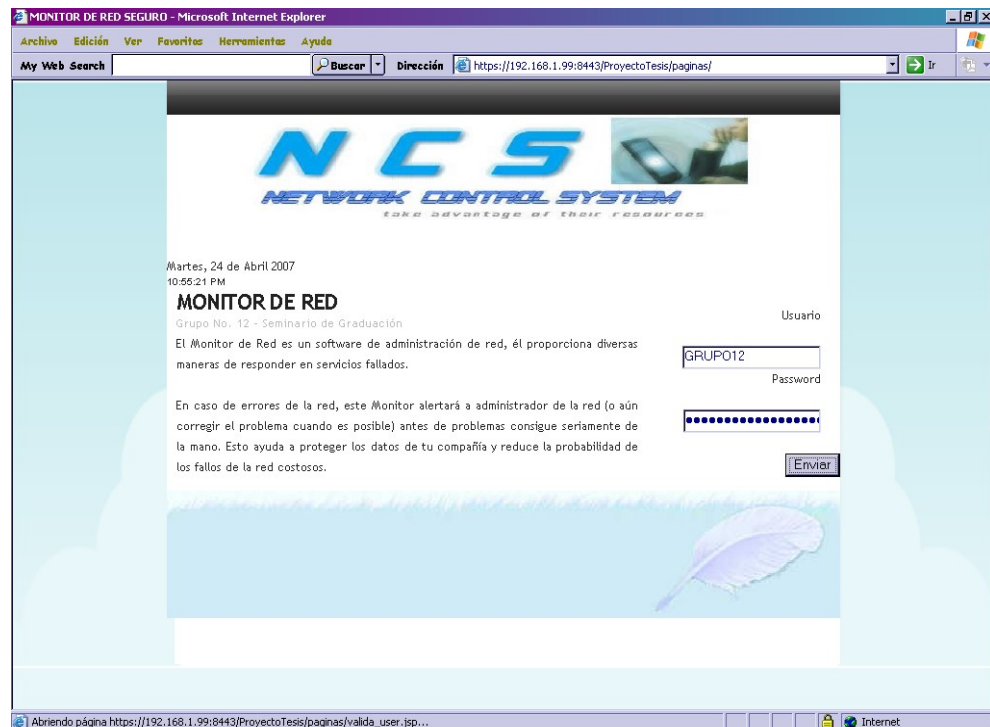 MONITOR DE RED SEGURO - Microsoft Internet Explorer
Archivo Edición Ver Favoritos Herramientas Ayuda
My Web Search Buscar Dirección https://192.168.1.99:8443/ProyectoTesis/paginas/ Ir
N C S
NETWORK CONTROL SYSTEM
take advantage of their resources
Martes, 24 de Abril 2007
10:55:21 PM
MONITOR DE RED
Grupo No. 12 - Seminario de Graduación
El Monitor de Red es un software de administración de red, él proporciona diversas
maneras de responder en servicios fallados.
En caso de errores de la red, este Monitor alertará a administrador de la red (o aún
corregir el problema cuando es posible) antes de problemas consigue seriamente de
la mano. Esto ayuda a proteger los datos de tu compañía y reduce la probabilidad de
los fallos de la red costosos.
Usuario
GRUPO12
Password
Enviar
Abriendo página https://192.168.1.99:8443/ProyectoTesis/paginas/valida_user.jsp...
Internet